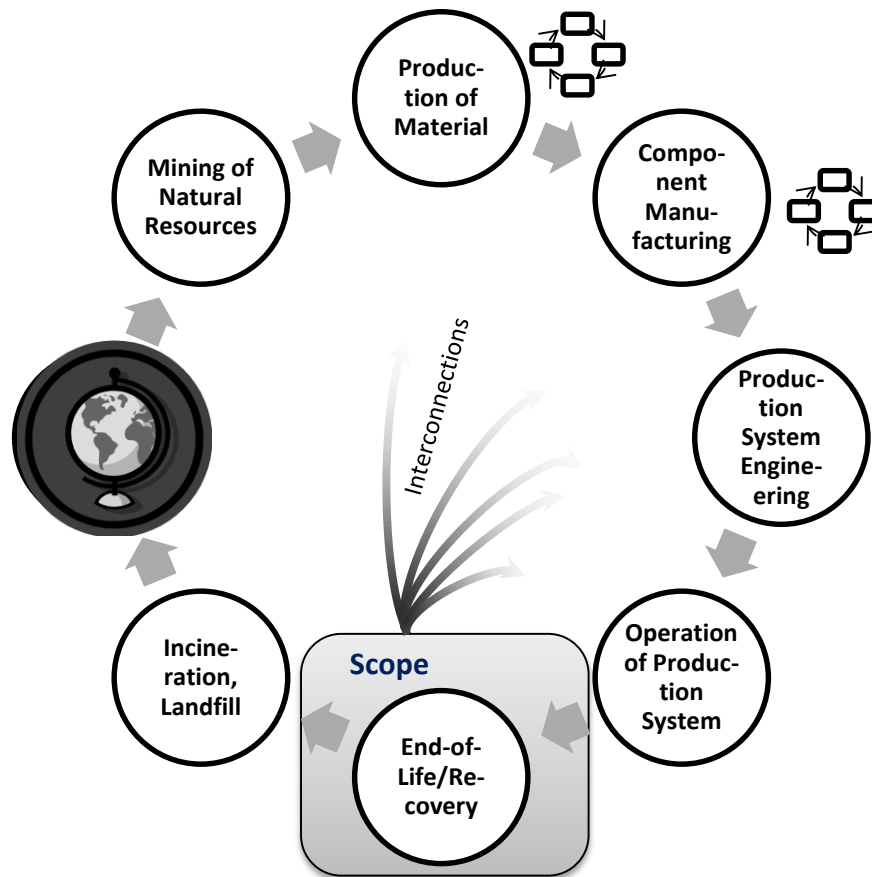 Produc-
tion of
Material
Mining of
Natural
Resources
Compo-
nent
Manu-
facturing
Interconnections
Produc-
tion
System
Engine-
ering
Incine-
ration,
Landfill
Scope
Operation
of Produc-
tion
System
End-of-
Life/Re-
covery